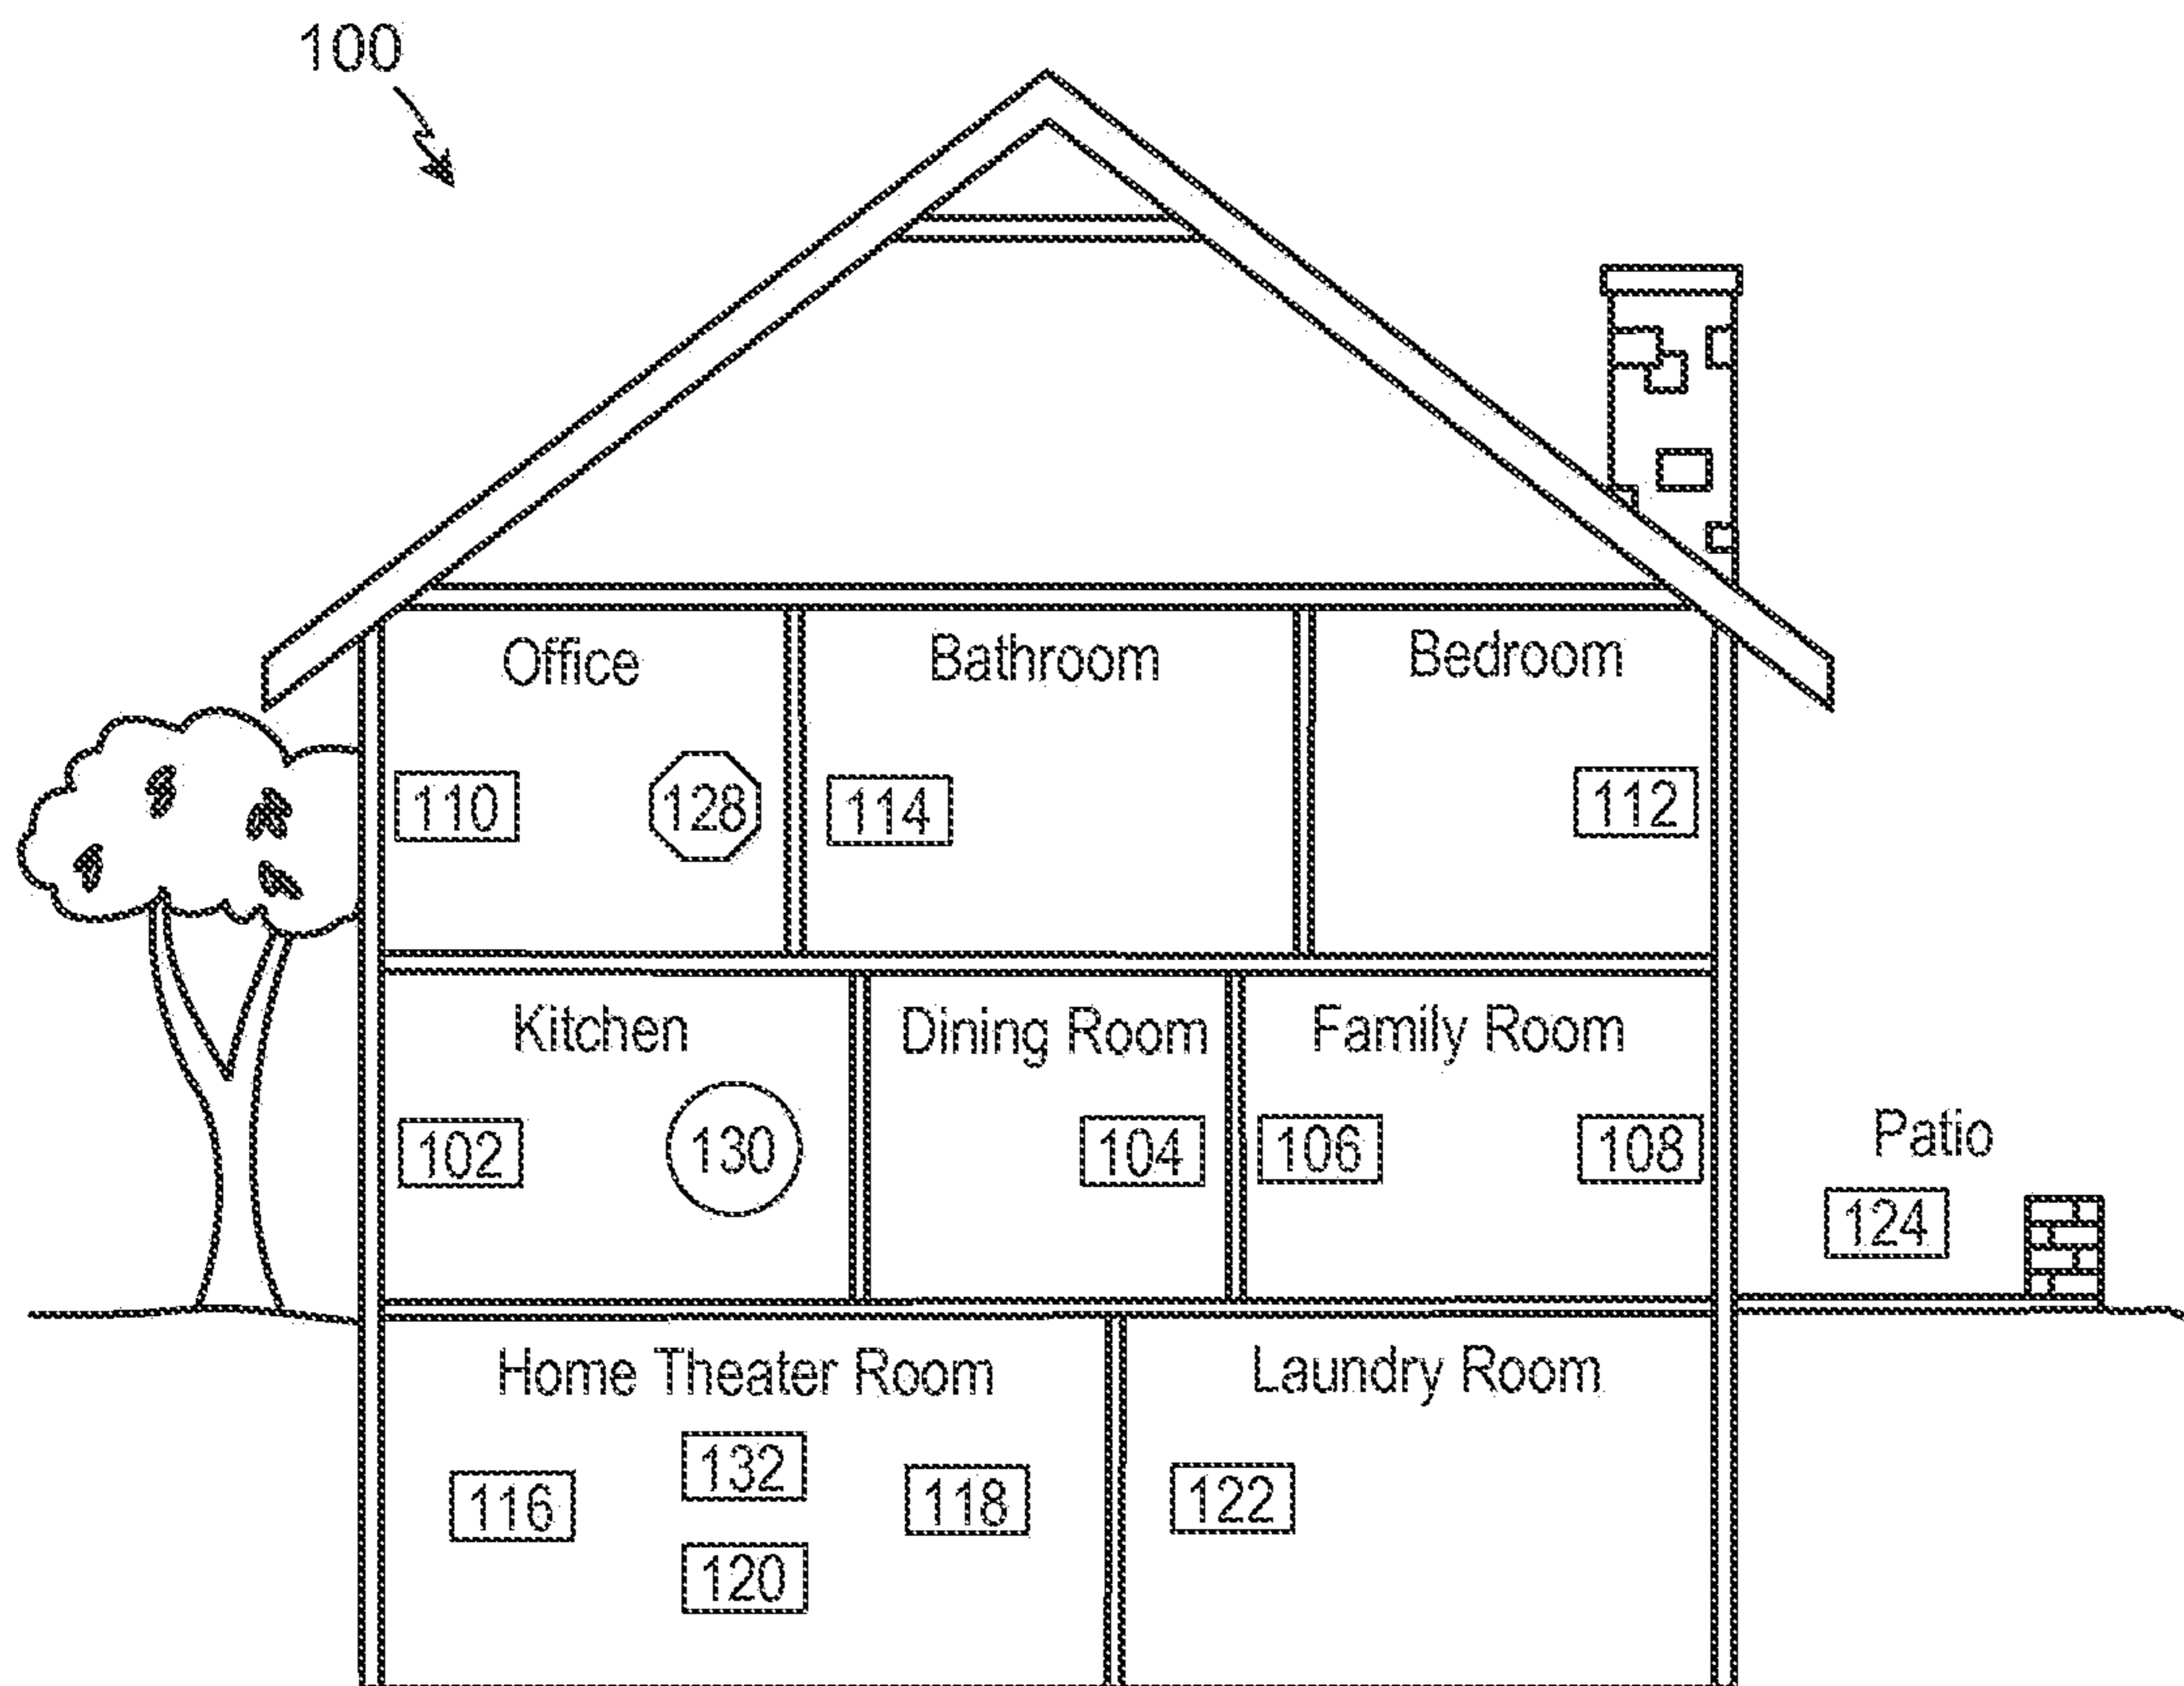 100
Office
Bathroom
Bedroom
110
128
114
112
Kitchen
Dining Room
Family Room
102
130
104
106
108
Patio
124
Home Theater Room
Laundry Room
116
132
118
122
120